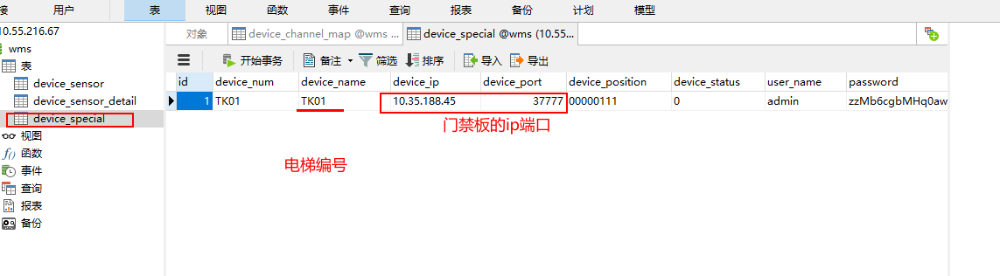 接 用户 表 视图 函数 事件 查询 报表 备份 计划 模型
10.55.216.67
wms
表
device_sensor
device_sensor_detail
device_special
视图
函数
事件
查询
报表
备份
对象 device_channel_map @wms ... device_special @wms (10.55...
开始事务 备注 筛选 排序 导入 导出
id device_num device_name device_ip device_port device_position device_status user_name password
1 TK01 TK01 10.35.188.45 37777 00000111 0 admin zzMb6cgbMHq0aw
门禁板的ip端口
电梯编号